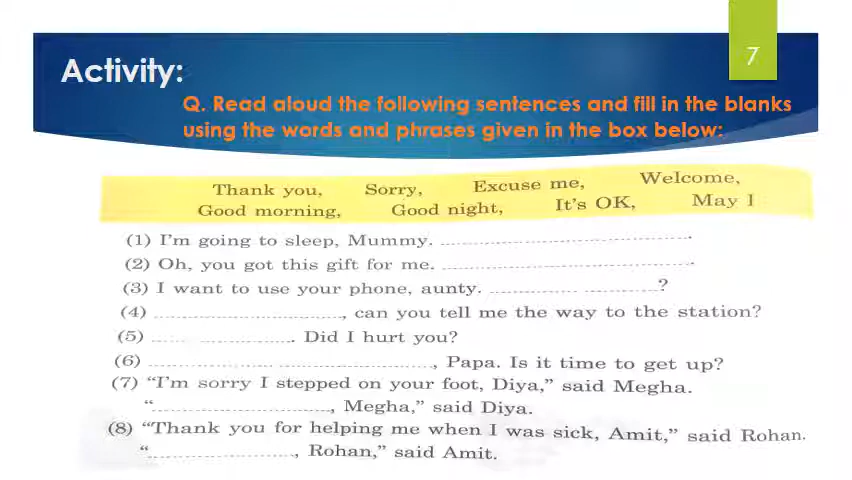 7
Activity:
Q. Read aloud the following sentences and fill in the blanks
using the words and phrases given in the box below:
Thank you, Sorry, Excuse me, Welcome,
Good morning, Good night, It's OK, May I
(1) I'm going to sleep, Mummy. ..............................
(2) Oh, you got this gift for me. ..............................
(3) I want to use your phone, aunty. .................... ?
(4) .............................., can you tell me the way to the station?
(5) .................... . Did I hurt you?
(6) .............................., Papa. Is it time to get up?
(7) "I'm sorry I stepped on your foot, Diya," said Megha.
".............................., Megha," said Diya.
(8) "Thank you for helping me when I was sick, Amit," said Rohan.
"...................., Rohan," said Amit.